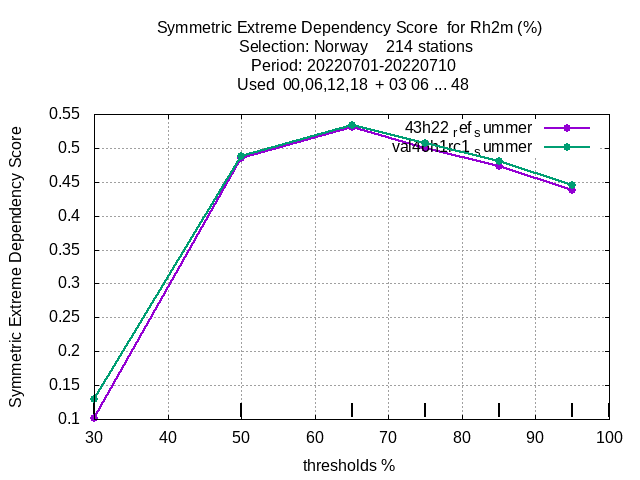 Symmetric Extreme Dependency Score for Rh2m (%)
Selection: Norway 214 stations
Period: 20220701-20220710
Used 00,06,12,18 + 03 06 ... 48
Symmetric Extreme Dependency Score
0.55
0.5
0.45
0.4
0.35
0.3
0.25
0.2
0.15
0.1
43h22 ref summer
summer
30 40 50 60 70 80 90 100
thresholds %